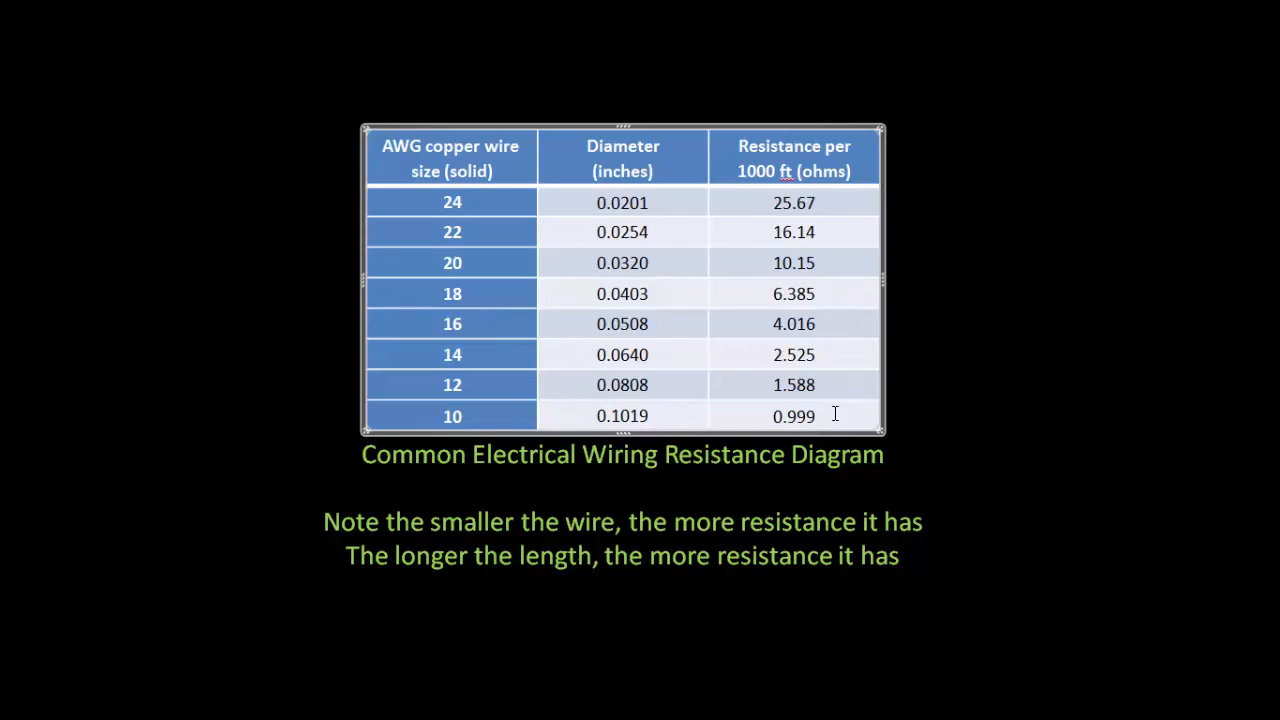 AWG copper wire size (solid) Diameter (inches) Resistance per 1000 ft (ohms)
24 0.0201 25.67
22 0.0254 16.14
20 0.0320 10.15
18 0.0403 6.385
16 0.0508 4.016
14 0.0640 2.525
12 0.0808 1.588
10 0.1019 0.999
Common Electrical Wiring Resistance Diagram
Note the smaller the wire, the more resistance it has
The longer the length, the more resistance it has